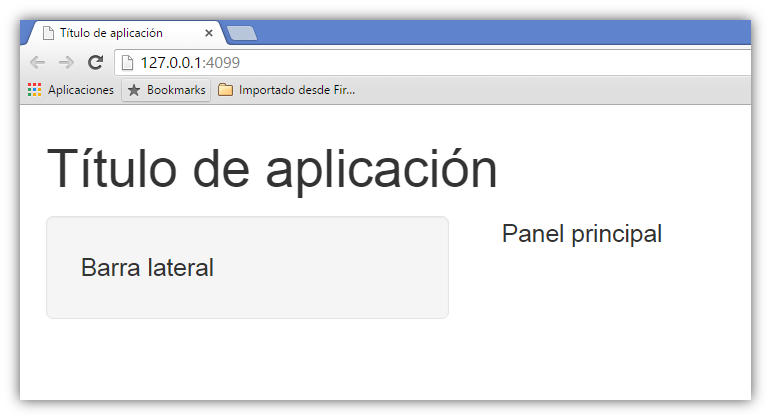 Título de aplicación
127.0.0.1:4099
Aplicaciones Bookmarks Importado desde Fir...
Título de aplicación
Barra lateral
Panel principal